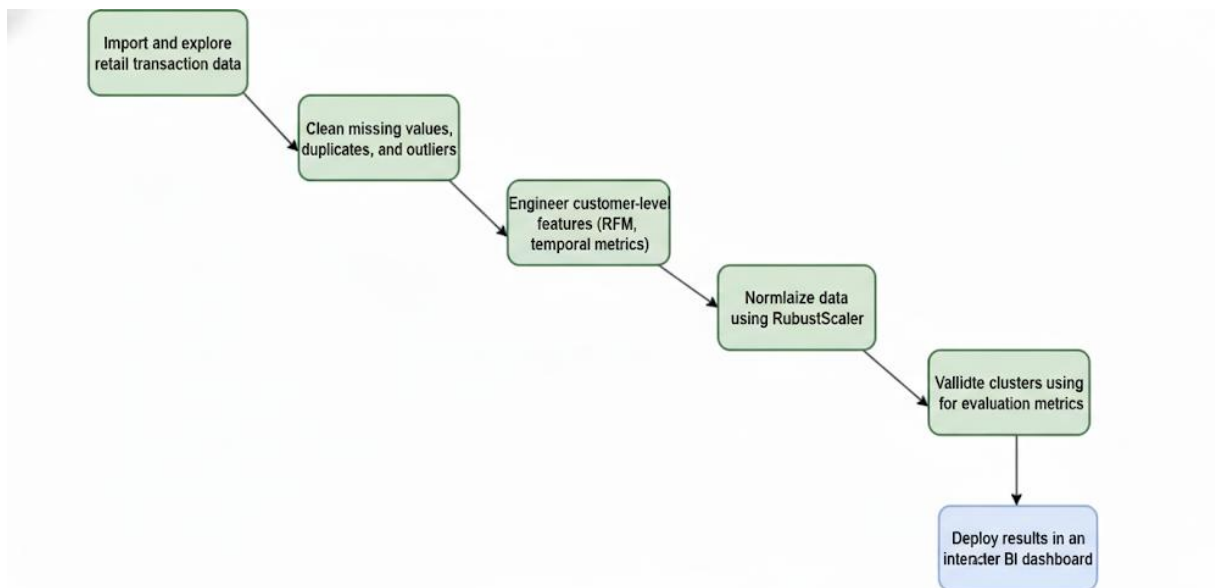 Import and explore
retail transaction data
Clean missing values,
duplicates, and outliers
Engineer customer-level
features (RFM,
temporal metrics)
Normlaize data
using RubustScaler
Vallidte clusters using
for evaluation metrics
Deploy results in an
BI dashboard